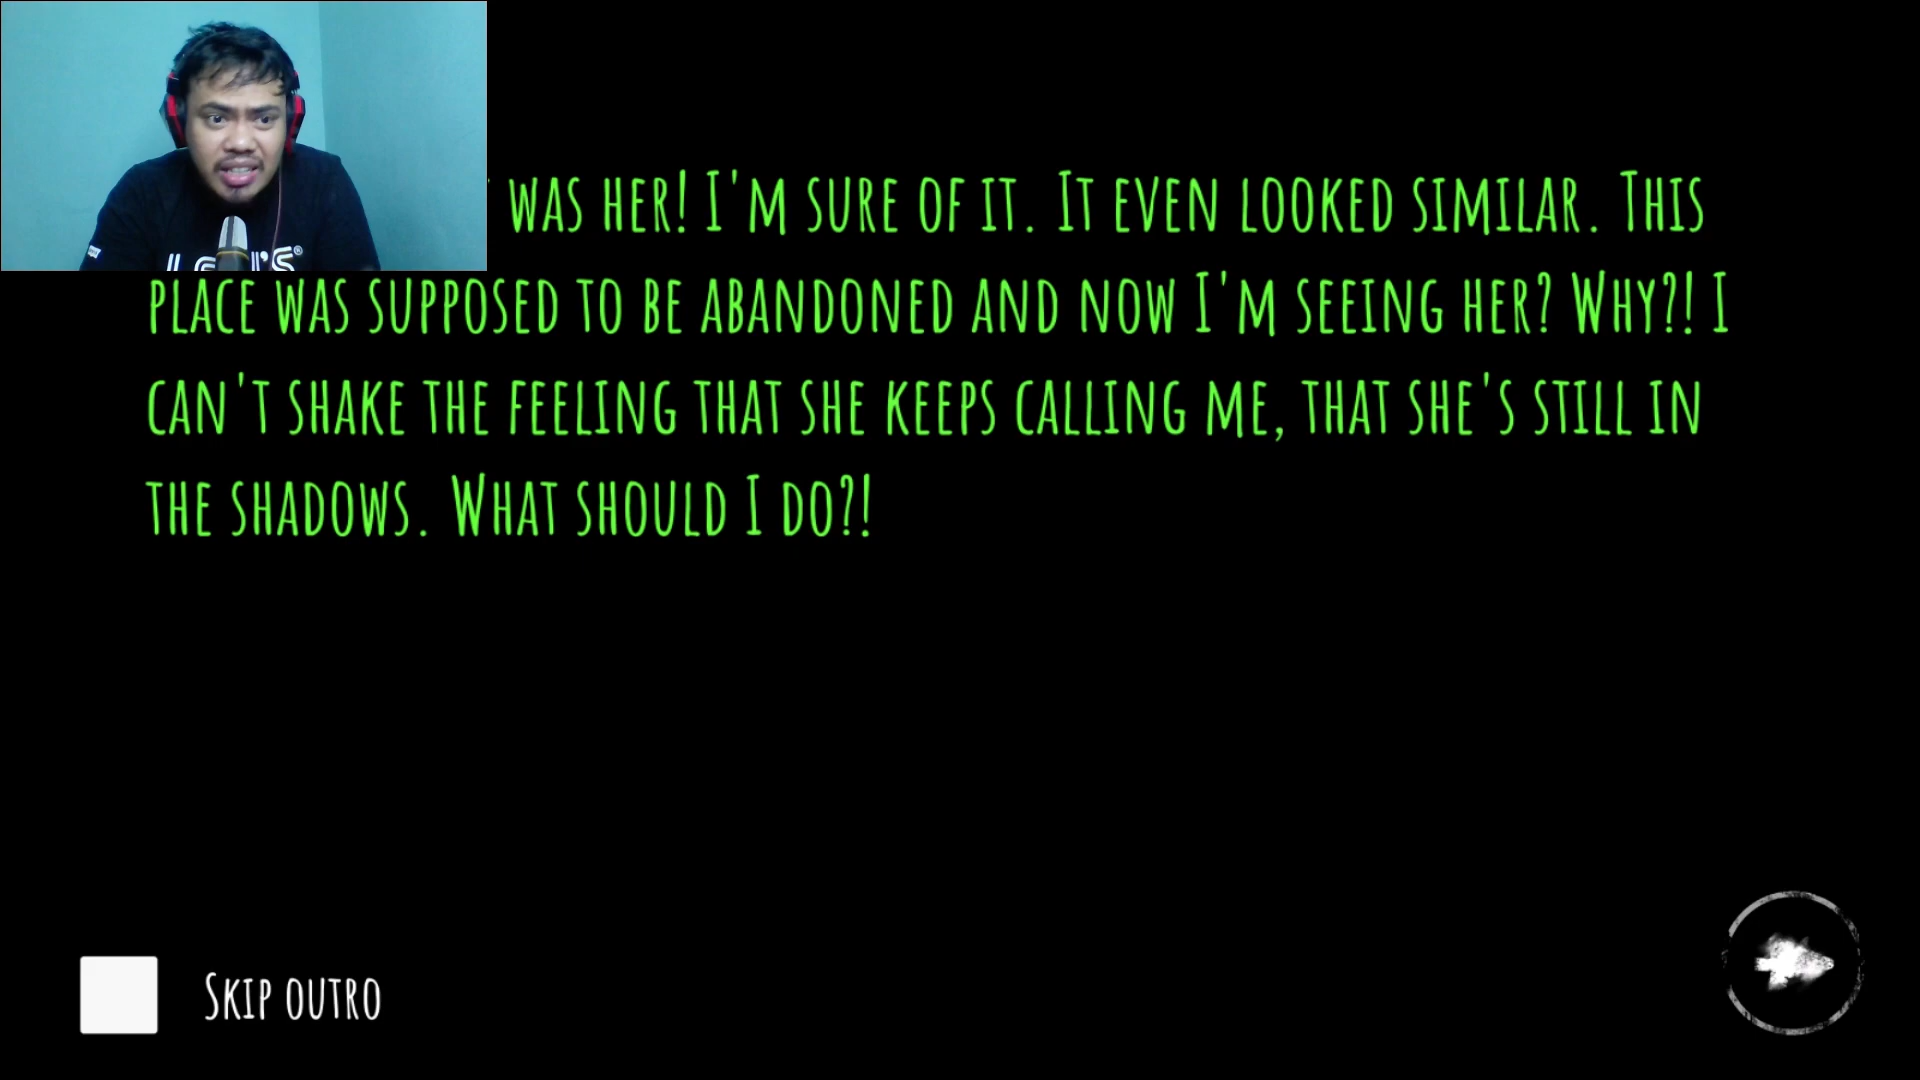 WAS HER! I'M SURE OF IT. IT EVEN LOOKED SIMILAR. THIS
PLACE WAS SUPPOSED TO BE ABANDONED AND NOW I'M SEEING HER? WHY?! I
CAN'T SHAKE THE FEELING THAT SHE KEEPS CALLING ME, THAT SHE'S STILL IN
THE SHADOWS. WHAT SHOULD I DO?!
SKIP OUTRO